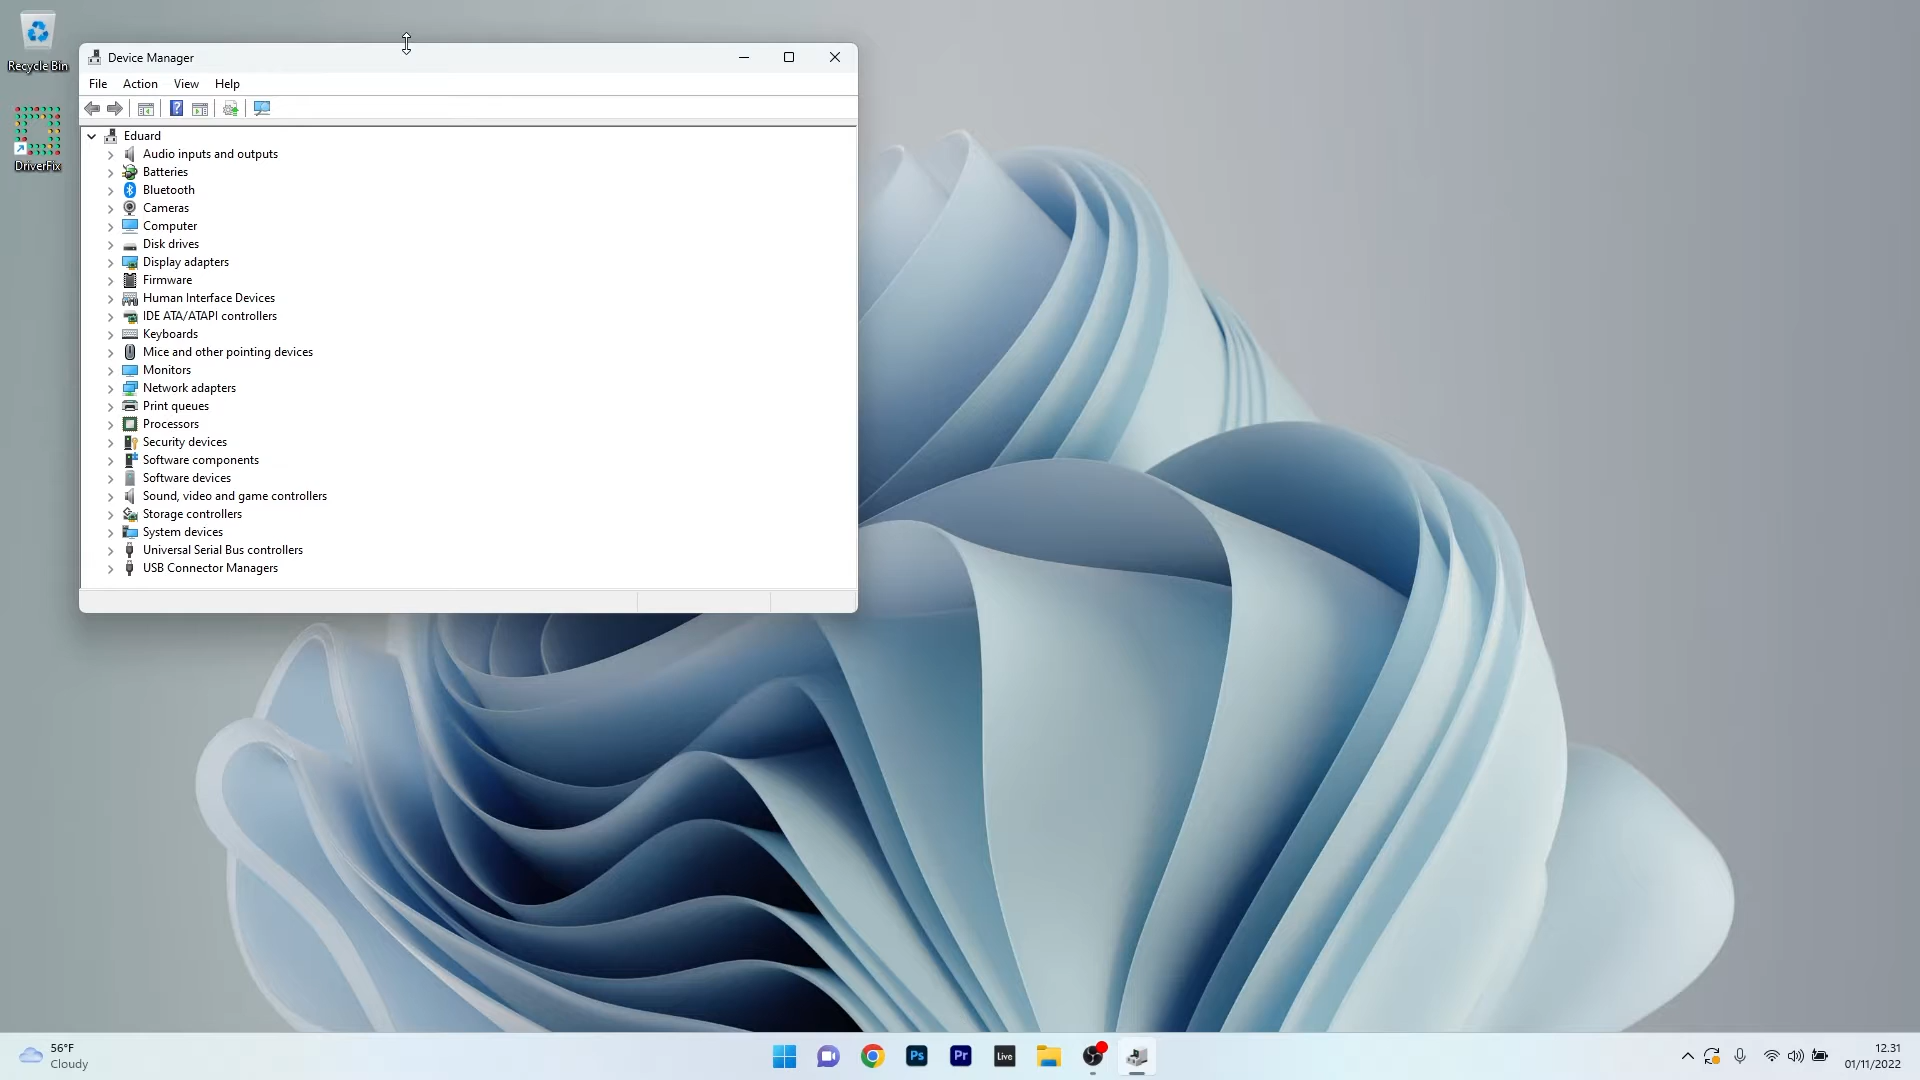 Recycle Bin
DriverFix
Device Manager
File Action View Help
Eduard
Audio inputs and outputs
Batteries
Bluetooth
Cameras
Computer
Disk drives
Display adapters
Firmware
Human Interface Devices
IDE ATA/ATAPI controllers
Keyboards
Mice and other pointing devices
Monitors
Network adapters
Print queues
Processors
Security devices
Software components
Software devices
Sound, video and game controllers
Storage controllers
System devices
Universal Serial Bus controllers
USB Connector Managers
56°F
Cloudy
Ps
Pr
Live
12.31
01/11/2022